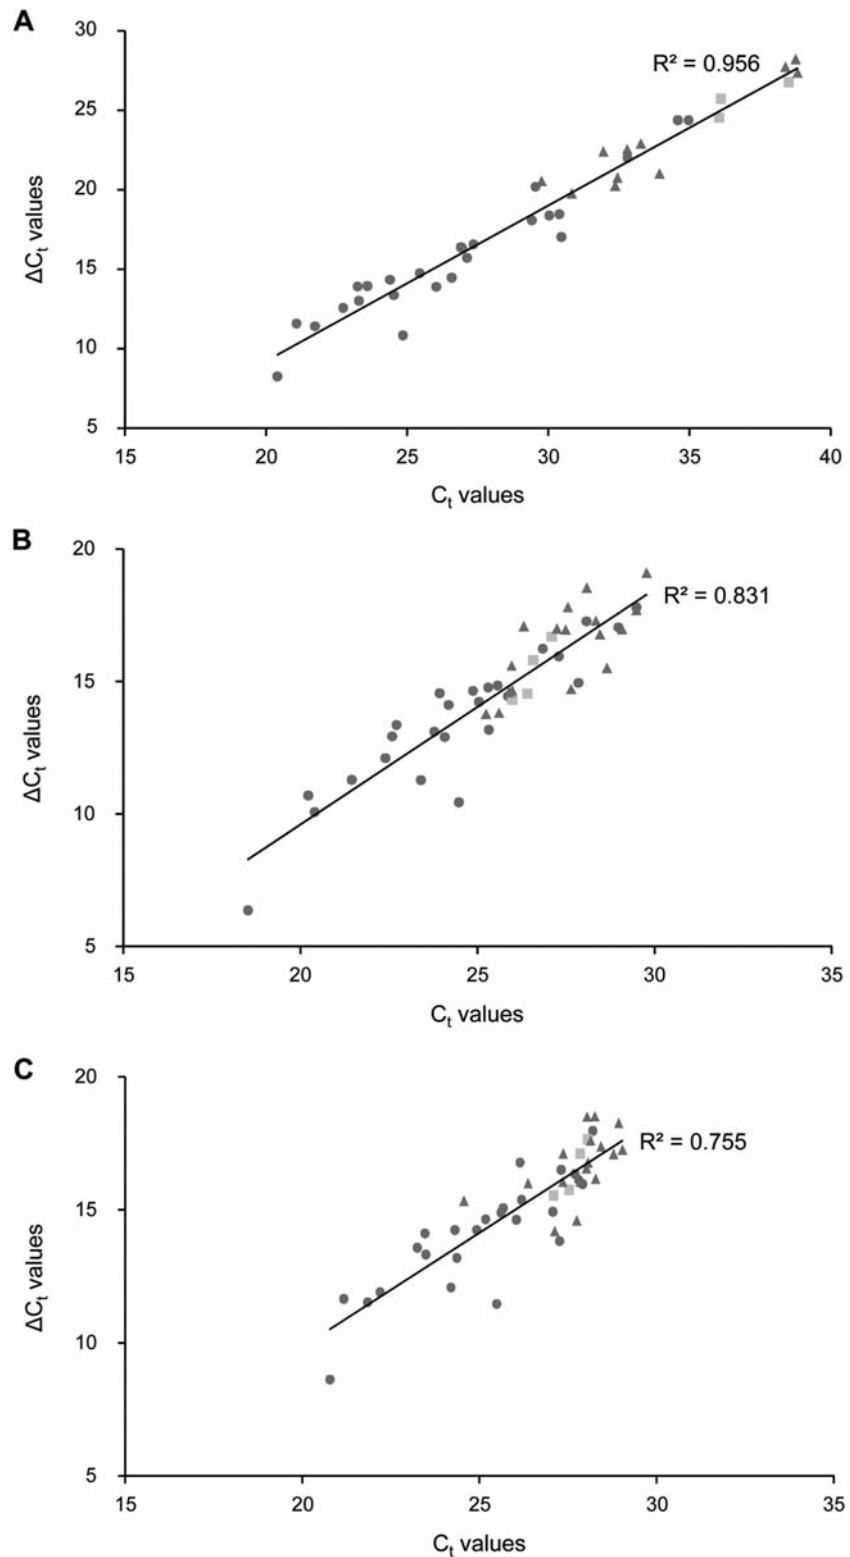 A
30
25
20
15
10
5
ΔCt values
R² = 0.956
15 20 25 30 35 40
Ct values
B
20
15
10
5
ΔCt values
R² = 0.831
15 20 25 30 35
Ct values
C
20
15
10
5
ΔCt values
R² = 0.755
15 20 25 30 35
Ct values